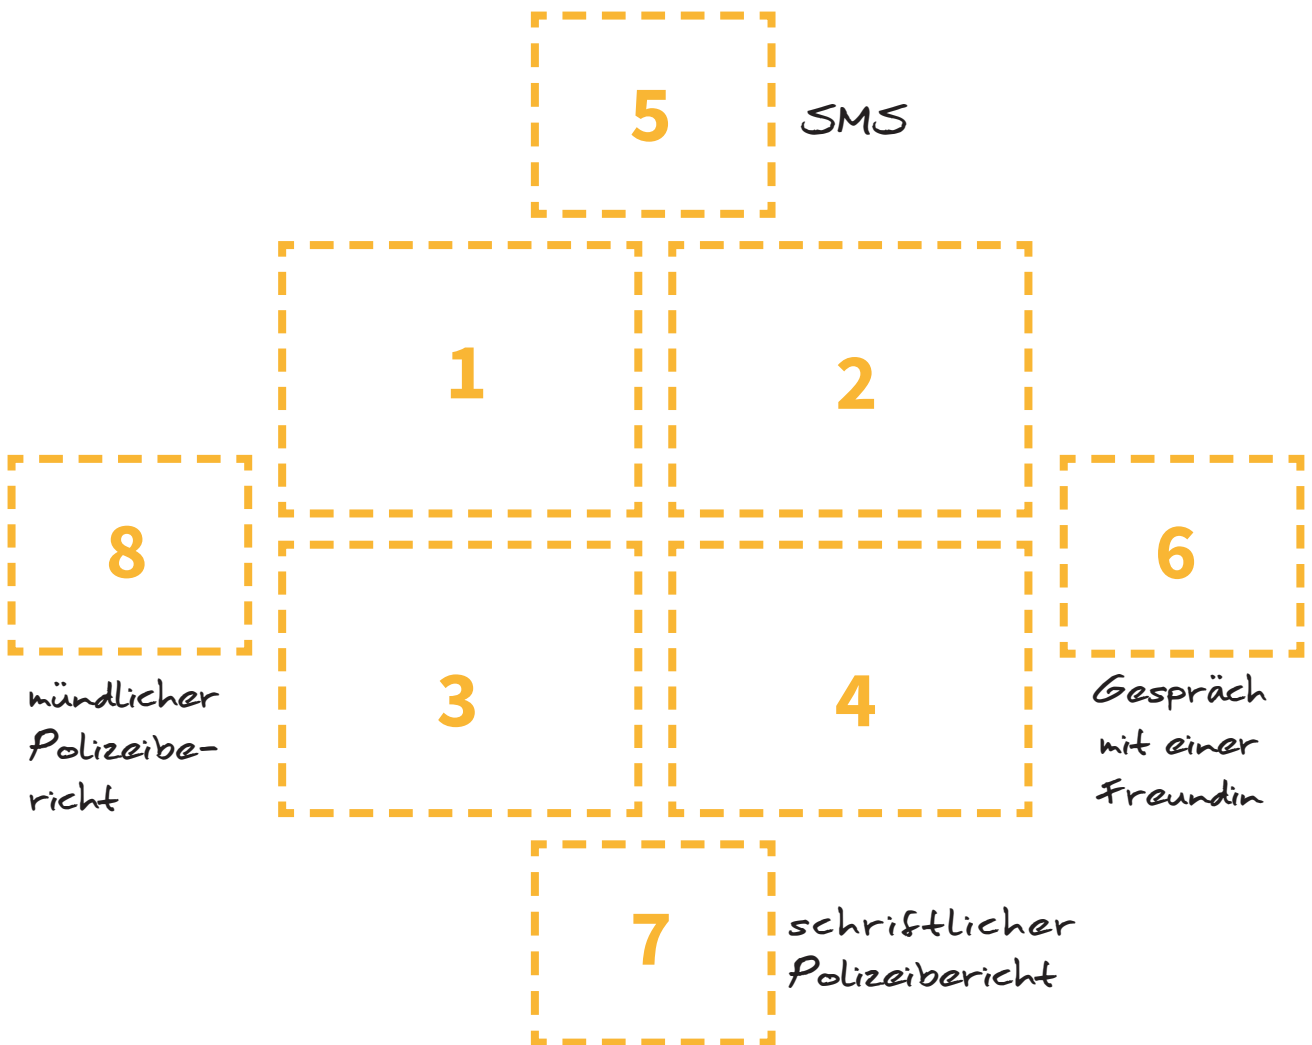 5
SMS
1
2
8
6
mündlicher
Polizeibe-
richt
3
4
Gespräch
mit einer
Freundin
7
schriftlicher
Polizeibericht